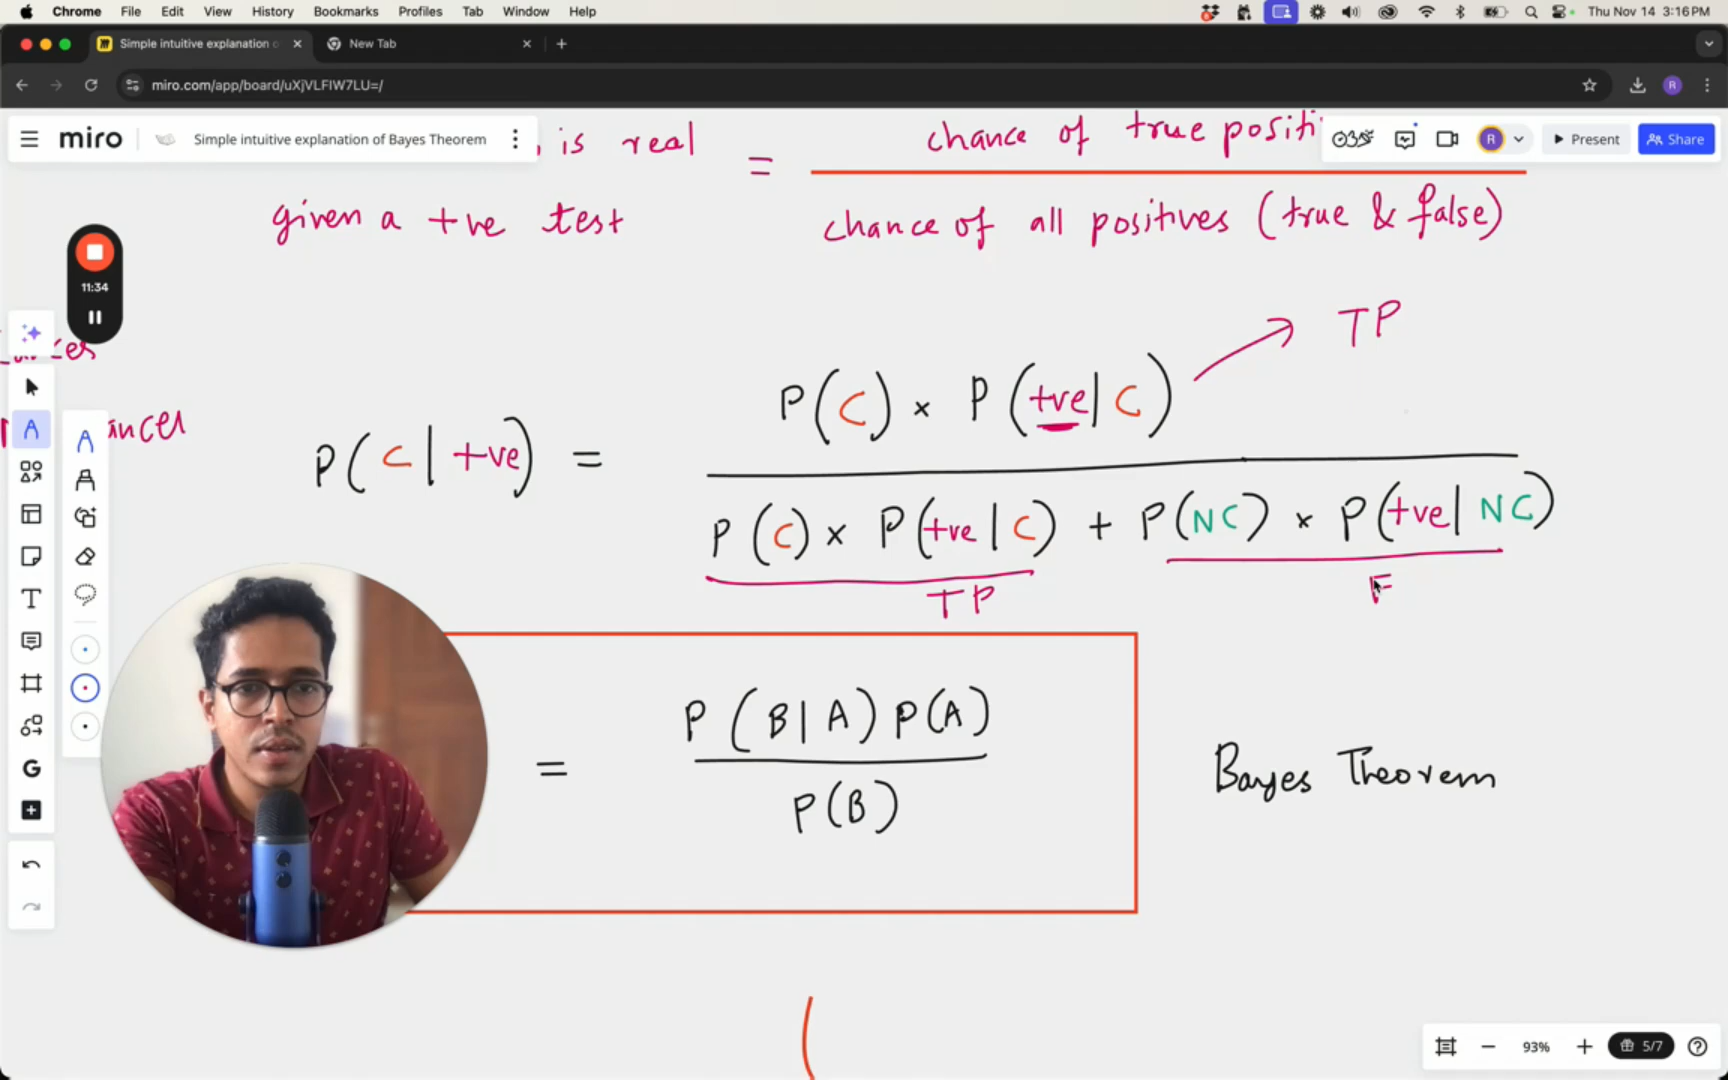 Chrome File Edit View History Bookmarks Profiles Tab Window Help Thu Nov 14 3:16 PM
Simple intuitive explanation o New Tab
miro.com/app/board/uXjVLFIW7LU=/ R
miro Simple intuitive explanation of Bayes Theorem R Present Share
is real = chance of true positi
given a +ve test chance of all positives (true & false)
11:34
TP
P(C) × P(+ve|C)
P(C|+ve) =
P(C) × P(+ve|C) + P(NC) × P(+ve|NC)
TP F
P(B|A) P(A)
= Bayes Theorem
P(B)
T
G
93% 5/7